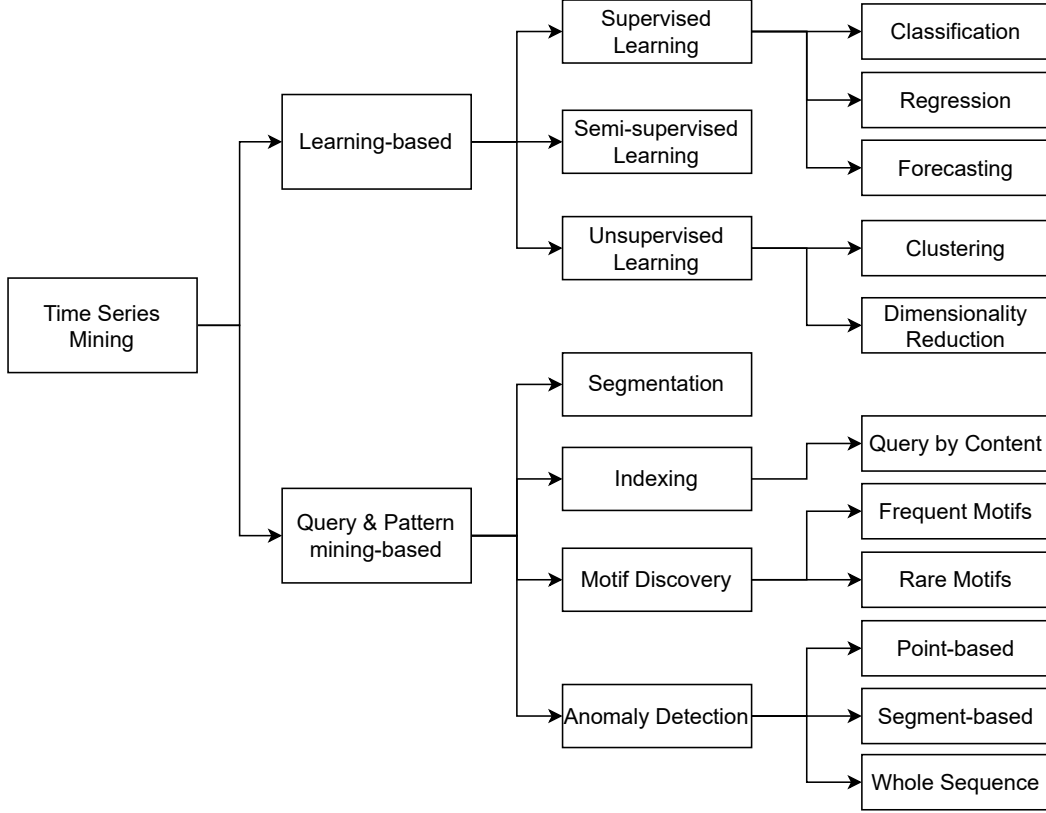 Time Series
Mining
Learning-based
Query & Pattern
mining-based
Supervised
Learning
Semi-supervised
Learning
Unsupervised
Learning
Segmentation
Indexing
Motif Discovery
Anomaly Detection
Classification
Regression
Forecasting
Clustering
Dimensionality
Reduction
Query by Content
Frequent Motifs
Rare Motifs
Point-based
Segment-based
Whole Sequence